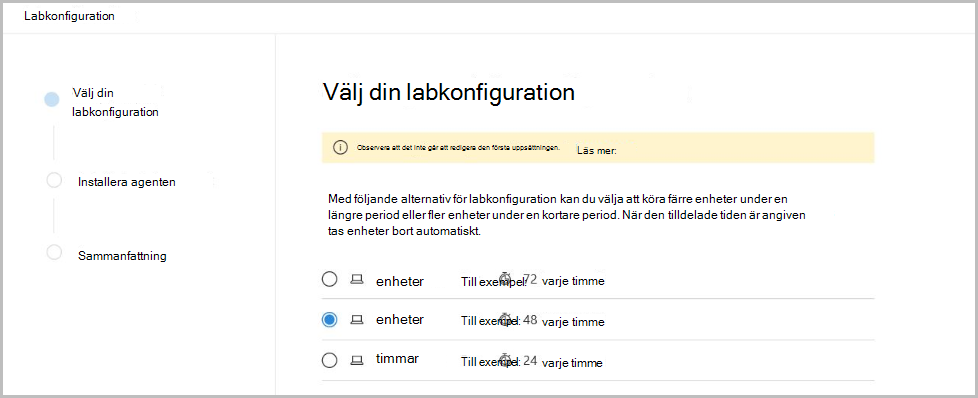 Labkonfiguration
Välj din
labkonfiguration
Installera agenten
Sammanfattning
Välj din labkonfiguration
Observera att det inte går att redigera den första uppsättningen. Läs mer.
Med följande alternativ för labkonfiguration kan du välja att köra färre enheter under en
längre period eller fler enheter under en kortare period. När den tilldelade tiden är angiven
tas enheter bort automatiskt.
enheter Till exempel: 72 varje timme
enheter Till exempel: 48 varje timme
timmar Till exempel: 24 varje timme